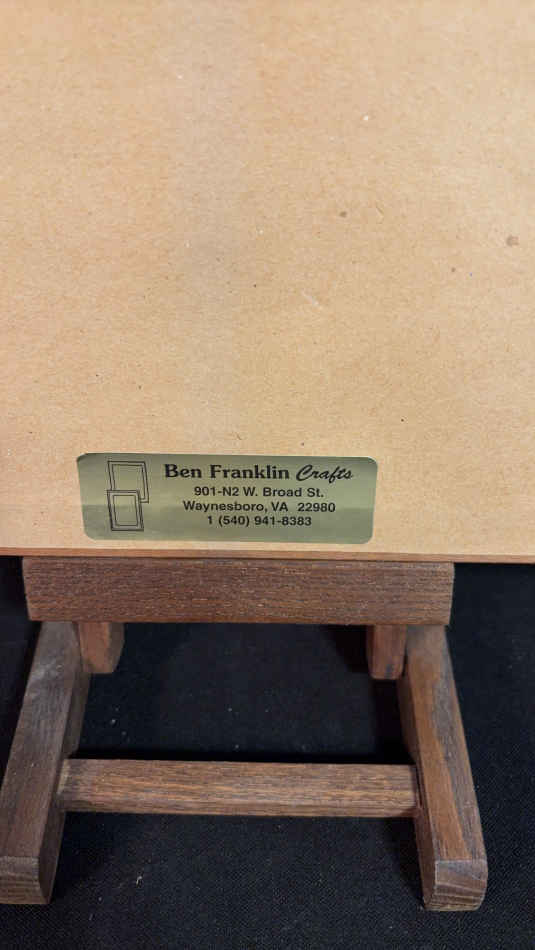 Ben Franklin Crafts
901-N2 W. Broad St.
Waynesboro, VA 22980
1 (540) 941-8383